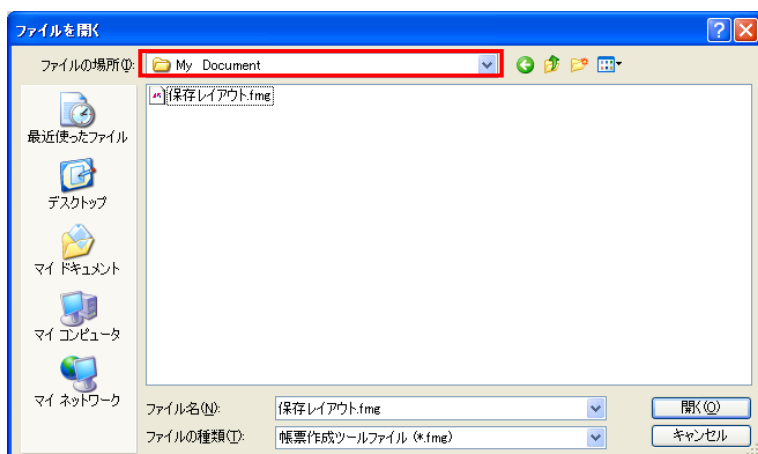 ファイルを開く
ファイルの場所(I):
My Document
保存レイアウト.fmg
最近使ったファイル
デスクトップ
マイ ドキュメント
マイ コンピュータ
マイ ネットワーク
ファイル名(N):
保存レイアウト.fmg
開く(O)
ファイルの種類(T):
帳票作成ツールファイル (*.fmg)
キャンセル